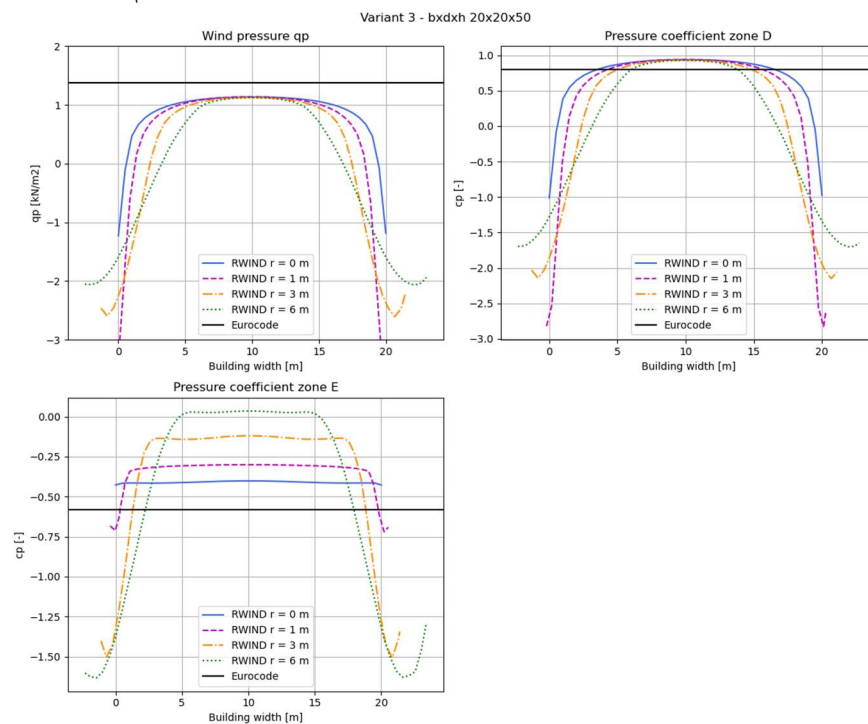 Variant 3 - bxdxh 20x20x50
Wind pressure qp
2
1
0
−1
−2
−3
qp [kN/m2]
0
5
10
15
20
Building width [m]
RWIND r = 0 m
RWIND r = 1 m
RWIND r = 3 m
RWIND r = 6 m
Eurocode
Pressure coefficient zone D
1.0
0.5
0.0
−0.5
−1.0
−1.5
−2.0
−2.5
−3.0
cp [-]
0
5
10
15
20
Building width [m]
RWIND r = 0 m
RWIND r = 1 m
RWIND r = 3 m
RWIND r = 6 m
Eurocode
Pressure coefficient zone E
0.00
−0.25
−0.50
−0.75
−1.00
−1.25
−1.50
cp [-]
0
5
10
15
20
Building width [m]
RWIND r = 0 m
RWIND r = 1 m
RWIND r = 3 m
RWIND r = 6 m
Eurocode